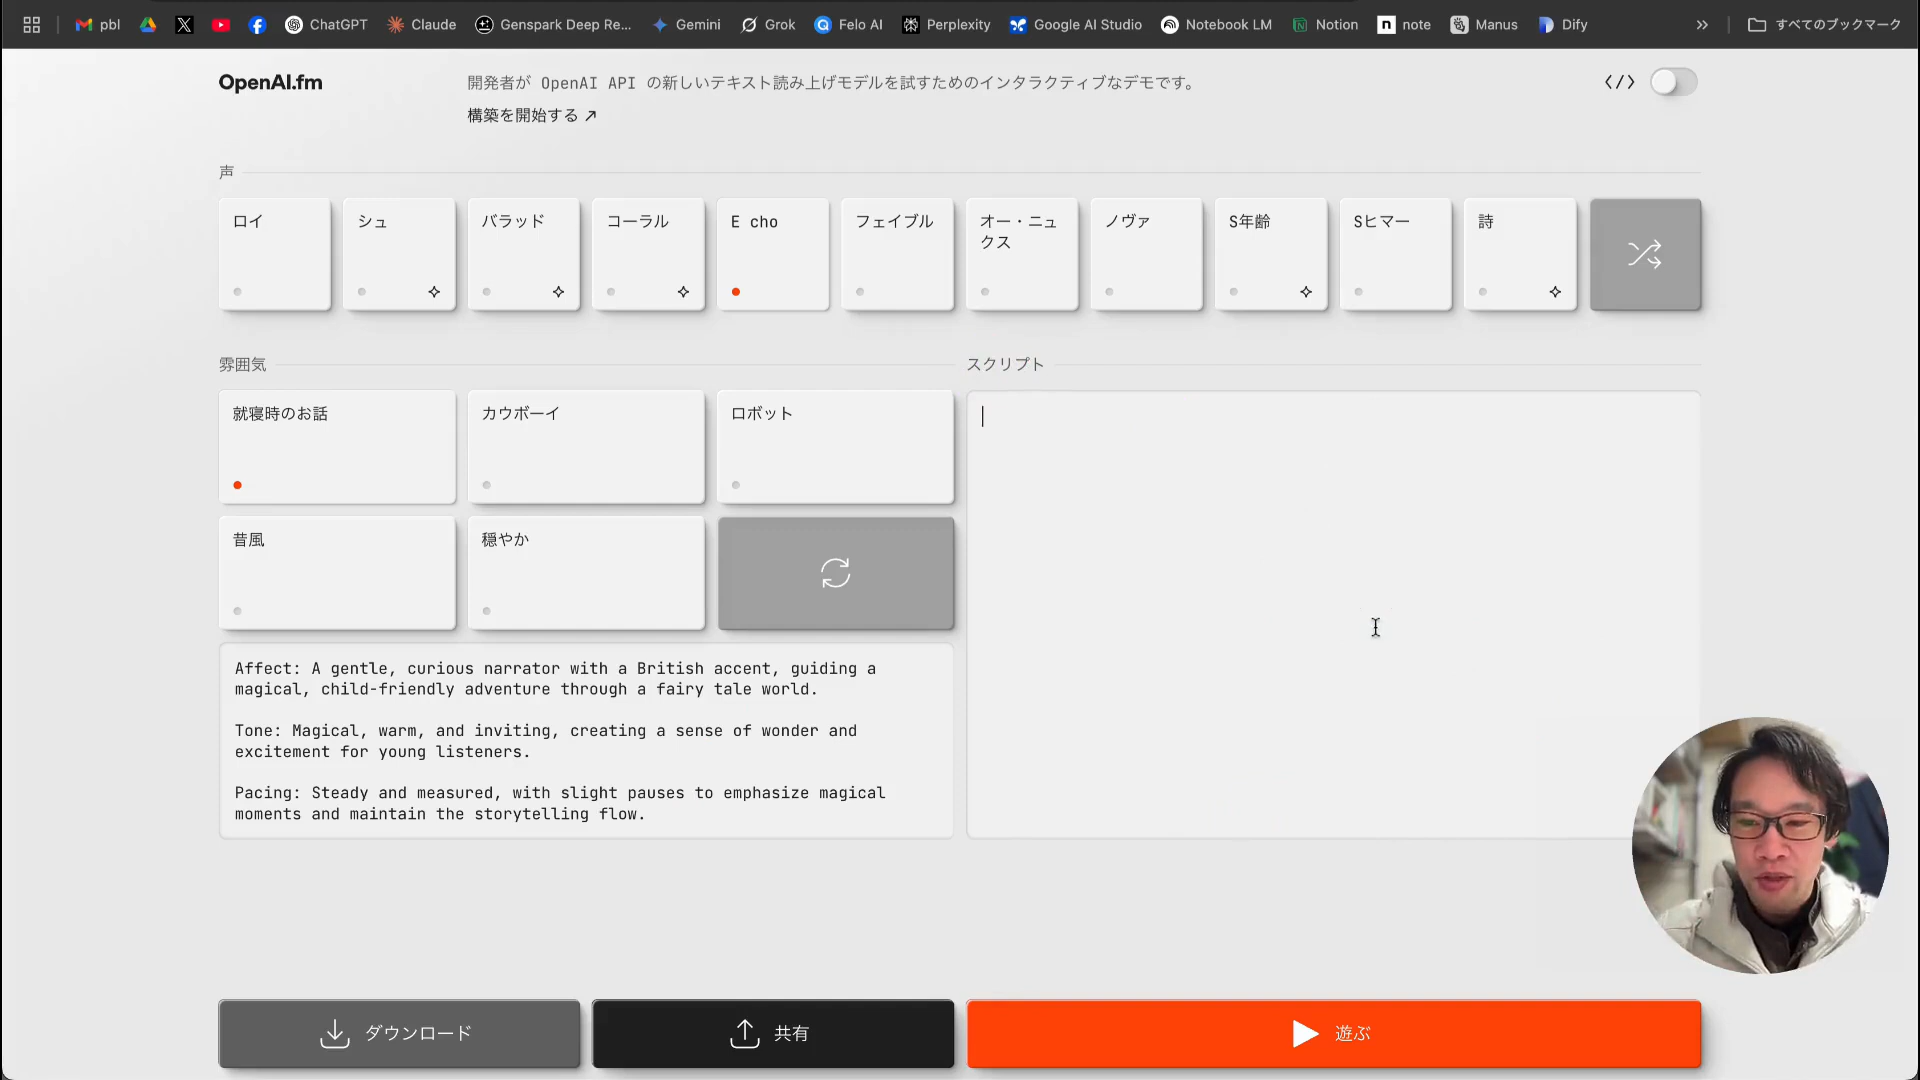 pbl
ChatGPT
Claude
Genspark Deep Re...
Gemini
Grok
Felo AI
Perplexity
Google AI Studio
Notebook LM
Notion
note
Manus
Dify
すべてのブックマーク
OpenAI.fm
開発者が OpenAI API の新しいテキスト読み上げモデルを試すためのインタラクティブなデモです。
構築を開始する ↗
声
ロイ
シュ
バラッド
コーラル
E cho
フェイブル
オー・ニュ
クス
ノヴァ
S年齢
Sヒマー
詩
雰囲気
就寝時のお話
カウボーイ
ロボット
昔風
穏やか
Affect: A gentle, curious narrator with a British accent, guiding a
magical, child-friendly adventure through a fairy tale world.
Tone: Magical, warm, and inviting, creating a sense of wonder and
excitement for young listeners.
Pacing: Steady and measured, with slight pauses to emphasize magical
moments and maintain the storytelling flow.
スクリプト
ダウンロード
共有
遊ぶ